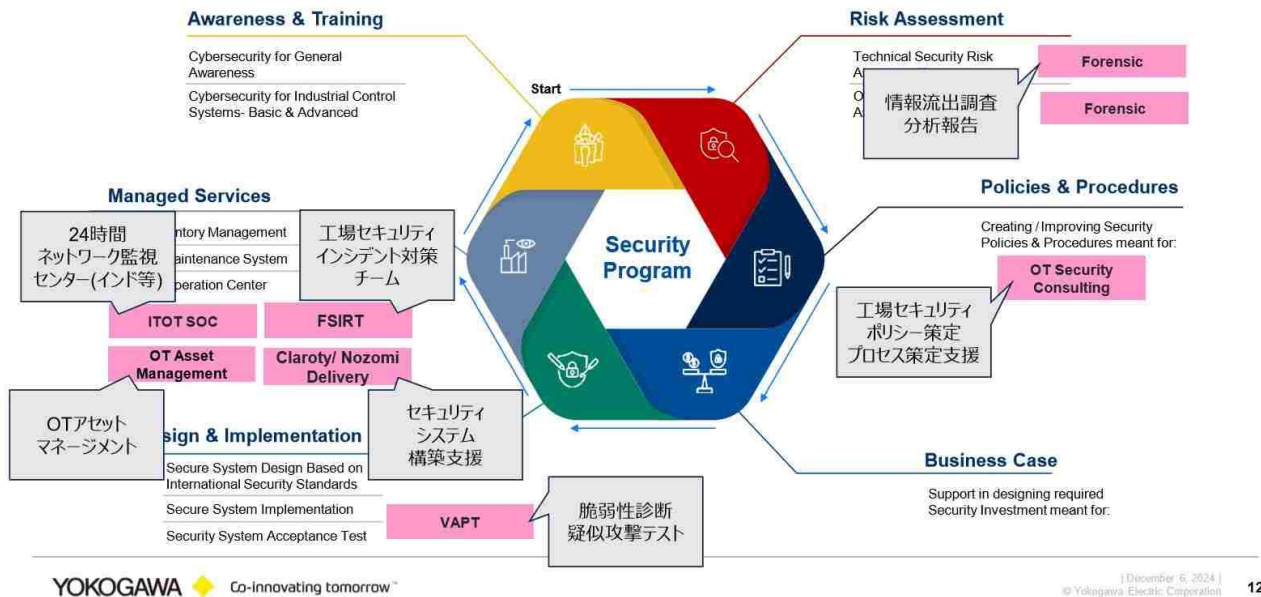 Awareness & Training
Cybersecurity for General
Awareness
Cybersecurity for Industrial Control
Systems- Basic & Advanced
Start
Risk Assessment
Technical Security Risk
Forensic
Forensic
情報流出調査
分析報告
Security
Program
Managed Services
24時間
ネットワーク監視
センター(インド等)
工場セキュリティ
インシデント対策
チーム
ITOT SOC
FSIRT
OT Asset
Management
Claroty/ Nozomi
Delivery
OTアセット
マネージメント
セキュリティ
システム
構築支援
Policies & Procedures
Creating / Improving Security
Policies & Procedures meant for:
OT Security
Consulting
工場セキュリティ
ポリシー策定
プロセス策定支援
& Implementation
Secure System Design Based on
International Security Standards
Secure System Implementation
Security System Acceptance Test
VAPT
脆弱性診断
疑似攻撃テスト
Business Case
Support in designing required
Security Investment meant for:
YOKOGAWA
Co-innovating tomorrow™
| December 6, 2024 |
© Yokogawa Electric Corporation
12